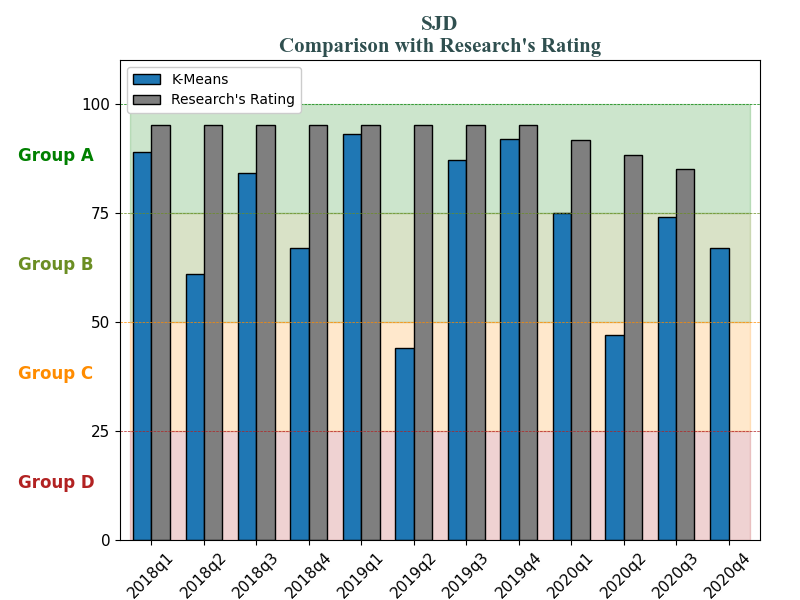 SJD
Comparison with Research's Rating
K-Means
Research's Rating
100
75
50
25
0
Group A
Group B
Group C
Group D
2018q1
2018q2
2018q3
2018q4
2019q1
2019q2
2019q3
2019q4
2020q1
2020q2
2020q3
2020q4